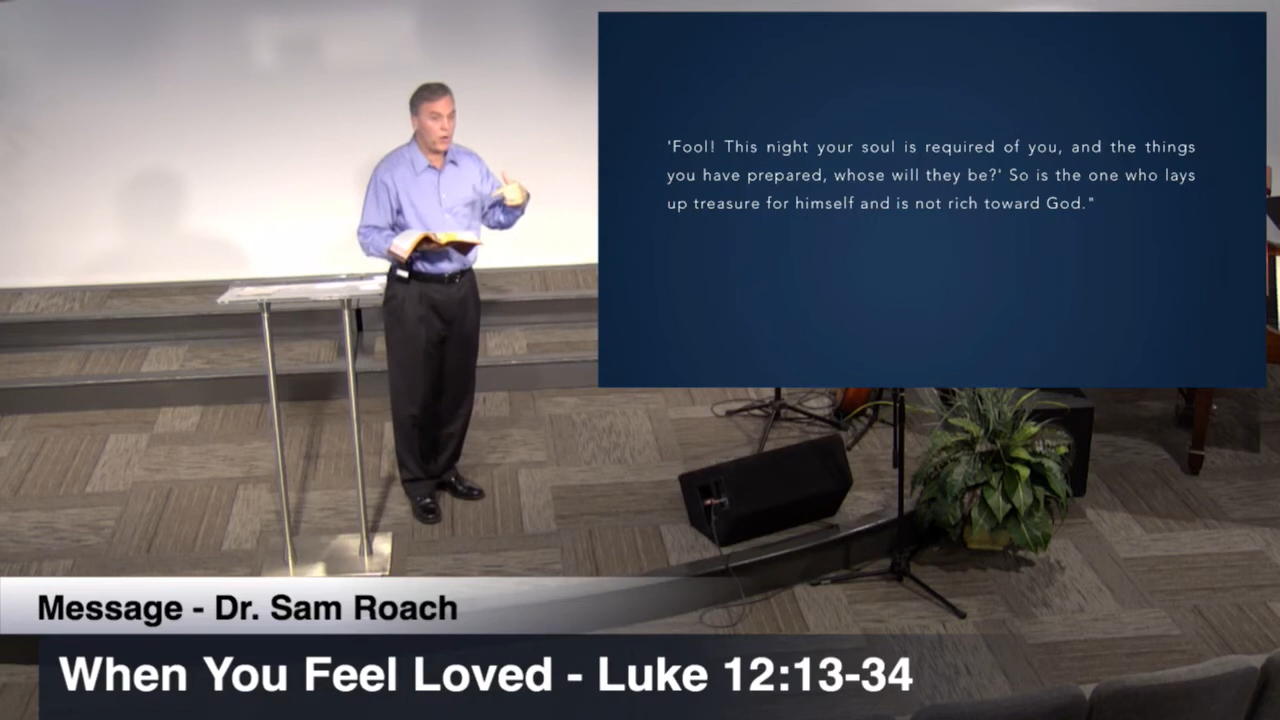 'Fool! This night your soul is required of you, and the things
you have prepared, whose will they be?' So is the one who lays
up treasure for himself and is not rich toward God."
Message - Dr. Sam Roach
When You Feel Loved - Luke 12:13-34